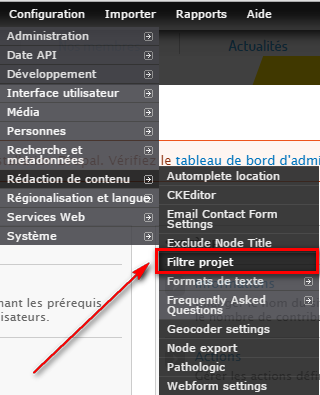 Configuration Importer Rapports Aide
Administration
Date API
Développement
Interface utilisateur
Média
Personnes
Recherche et
metadonnées
Rédaction de contenu
Régionalisation et langue
Services Web
Système
Actualités
Vérifiez le tableau de bord d'admi
Automplete location
CKEditor
Email Contact Form
Settings
Exclude Node Title
Filtre projet
Formats de texte
Frequently Asked
Questions
Geocoder settings
Node export
Pathologic
Webform settings
nant les prérequis
isateurs.